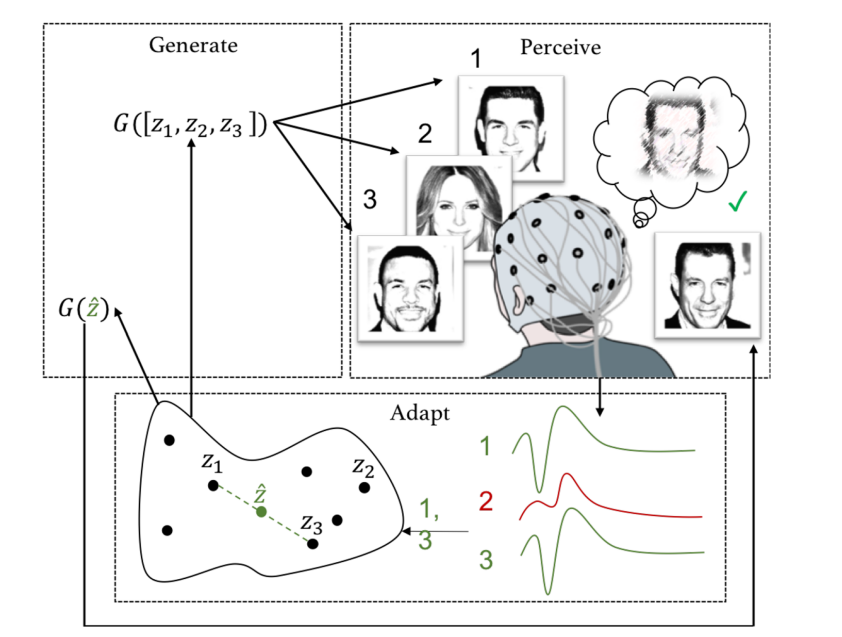 Generate
Perceive
G([z₁, z₂, z₃ ])
1
2
3
✓
G(ẑ)
Adapt
z₁
z₂
ẑ
z₃
1,
3
1
2
3